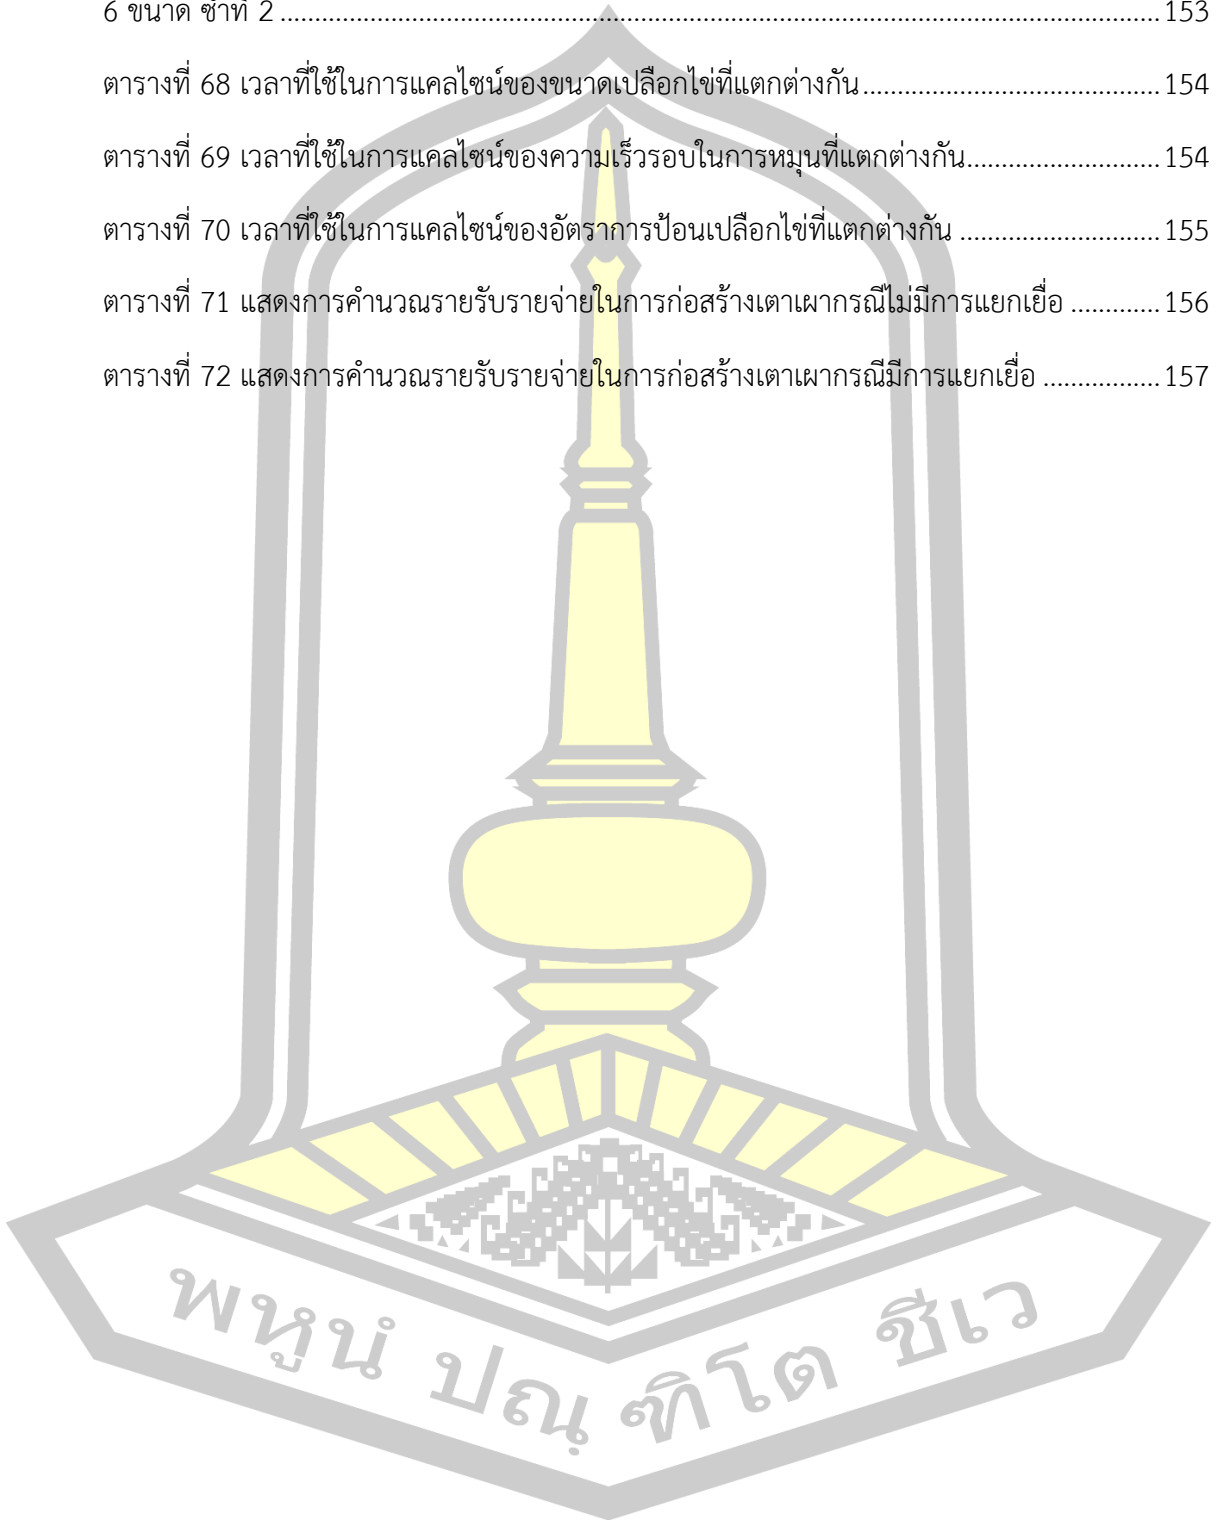 6 ขนาด ซ้ำที่ 2 ........................................................................................................................ 153
ตารางที่ 68 เวลาที่ใช้ในการแคลไซน์ของขนาดเปลือกไข่ที่แตกต่างกัน ......................................... 154
ตารางที่ 69 เวลาที่ใช้ในการแคลไซน์ของความเร็วรอบในการหมุนที่แตกต่างกัน........................... 154
ตารางที่ 70 เวลาที่ใช้ในการแคลไซน์ของอัตราการป้อนเปลือกไข่ที่แตกต่างกัน ............................ 155
ตารางที่ 71 แสดงการคำนวณรายรับรายจ่ายในการก่อสร้างเตาเผากรณีไม่มีการแยกเยื่อ ............. 156
ตารางที่ 72 แสดงการคำนวณรายรับรายจ่ายในการก่อสร้างเตาเผากรณีมีการแยกเยื่อ ................. 157
พหูนํ ปณฺฑิโต ชีเว